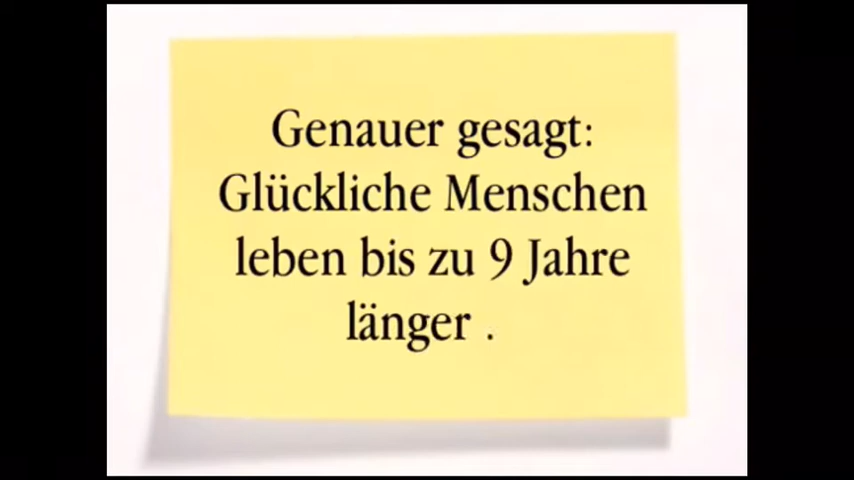 Genauer gesagt:
Glückliche Menschen
leben bis zu 9 Jahre
länger .